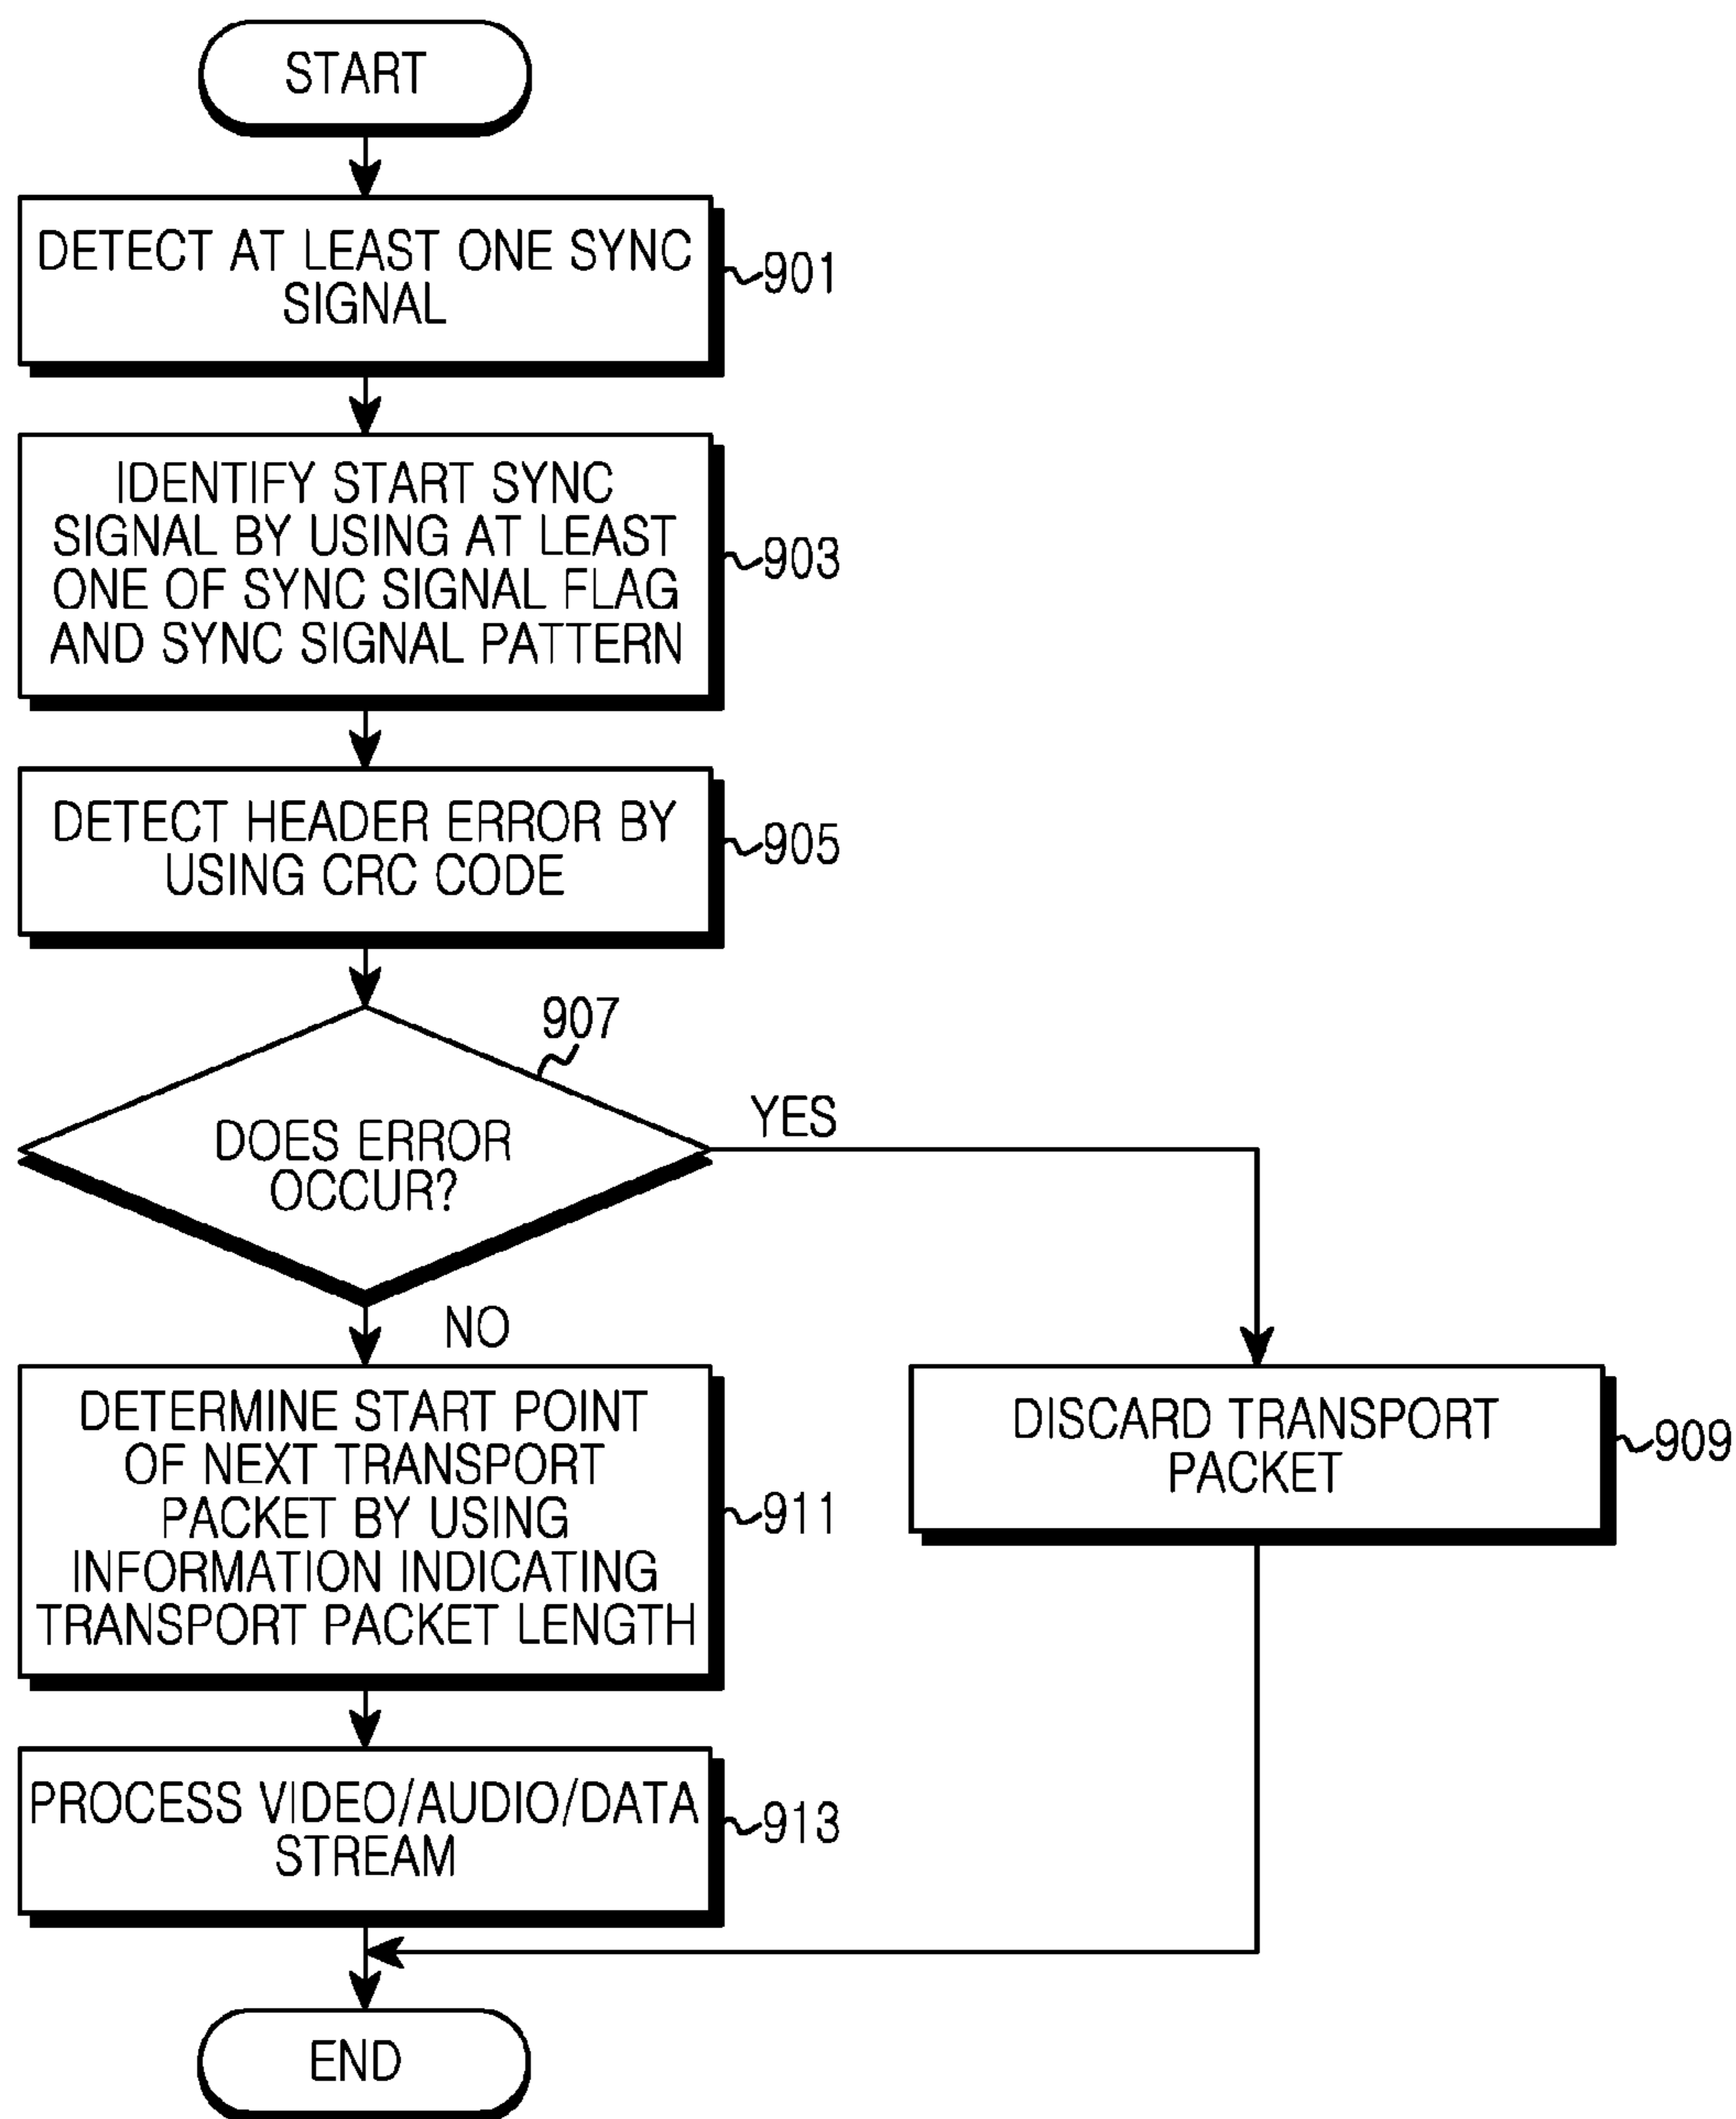 START
DETECT AT LEAST ONE SYNC
SIGNAL
901
IDENTIFY START SYNC
SIGNAL BY USING AT LEAST
ONE OF SYNC SIGNAL FLAG
AND SYNC SIGNAL PATTERN
903
DETECT HEADER ERROR BY
USING CRC CODE
905
907
DOES ERROR
OCCUR?
YES
NO
DETERMINE START POINT
OF NEXT TRANSPORT
PACKET BY USING
INFORMATION INDICATING
TRANSPORT PACKET LENGTH
911
DISCARD TRANSPORT
PACKET
909
PROCESS VIDEO/AUDIO/DATA
STREAM
913
END